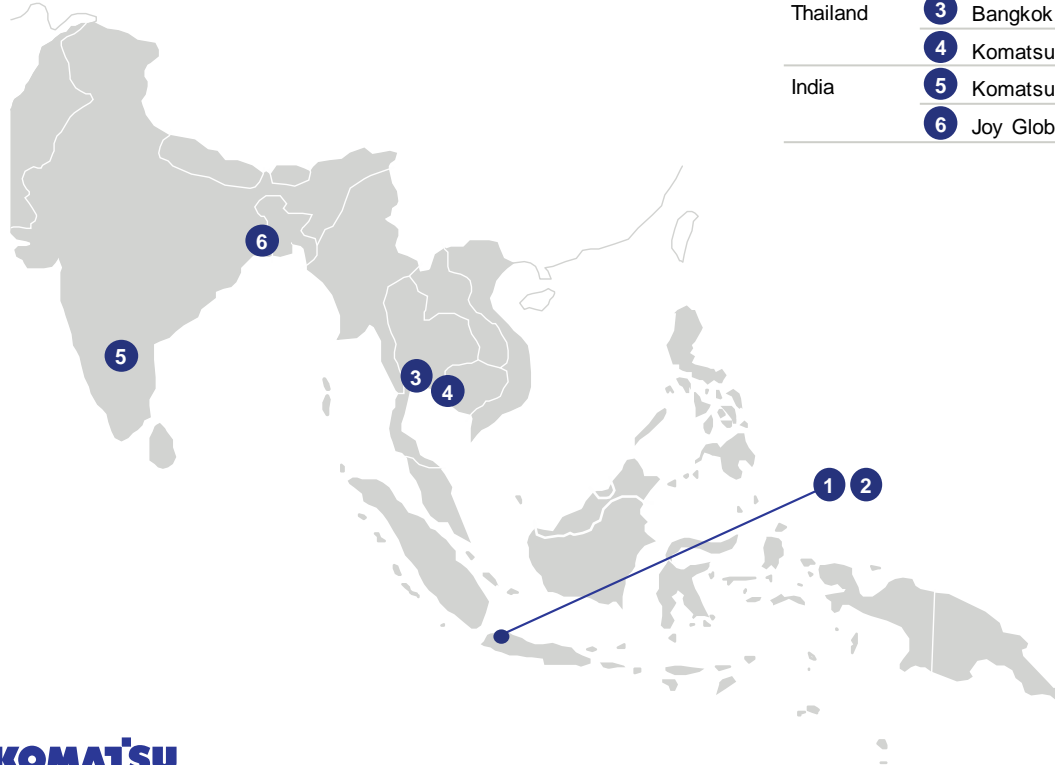 Thailand 3 Bangkok
4 Komatsu
India 5 Komatsu
6 Joy Glob
6
5
3
4
1 2
KOMATSU